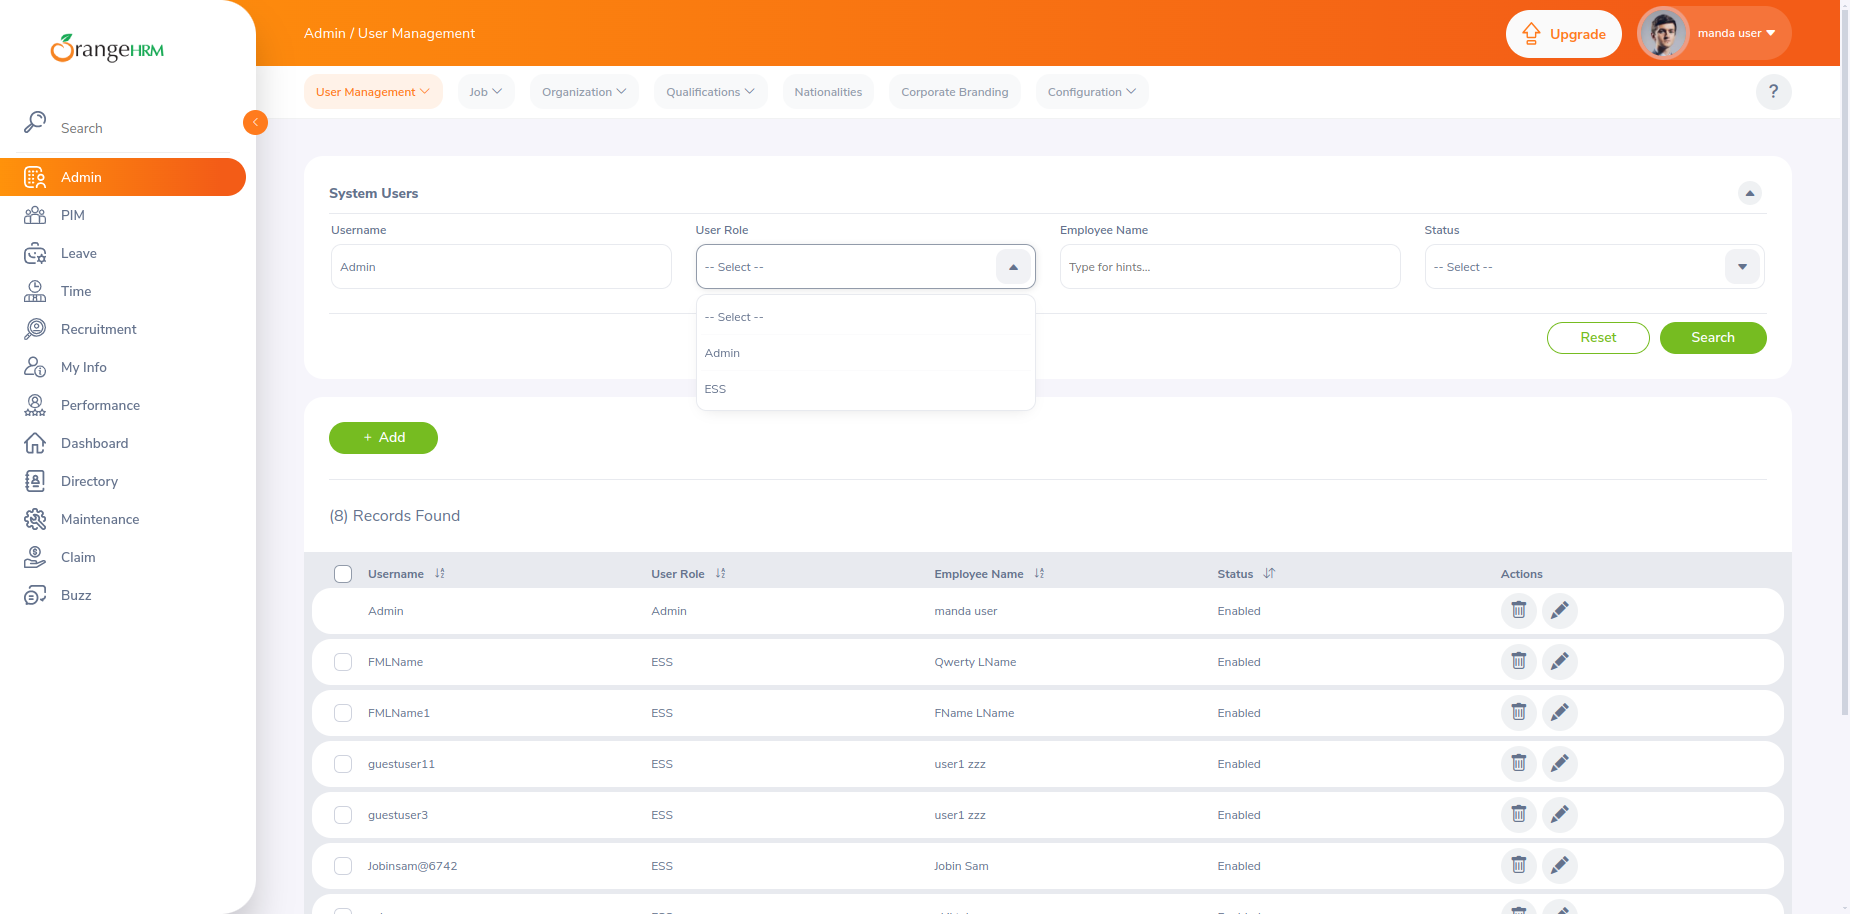 OrangeHRM
Admin / User Management
Upgrade
manda user
User Management
Job
Organization
Qualifications
Nationalities
Corporate Branding
Configuration
?
Search
Admin
PIM
Leave
Time
Recruitment
My Info
Performance
Dashboard
Directory
Maintenance
Claim
Buzz
System Users
Username User Role Employee Name Status
Admin -- Select -- Type for hints... -- Select --
-- Select --
Admin
ESS
Reset Search
+ Add
(8) Records Found
Username User Role Employee Name Status Actions
Admin Admin manda user Enabled
FMLName ESS Qwerty LName Enabled
FMLName1 ESS FName LName Enabled
guestuser11 ESS user1 zzz Enabled
guestuser3 ESS user1 zzz Enabled
Jobinsam@6742 ESS Jobin Sam Enabled